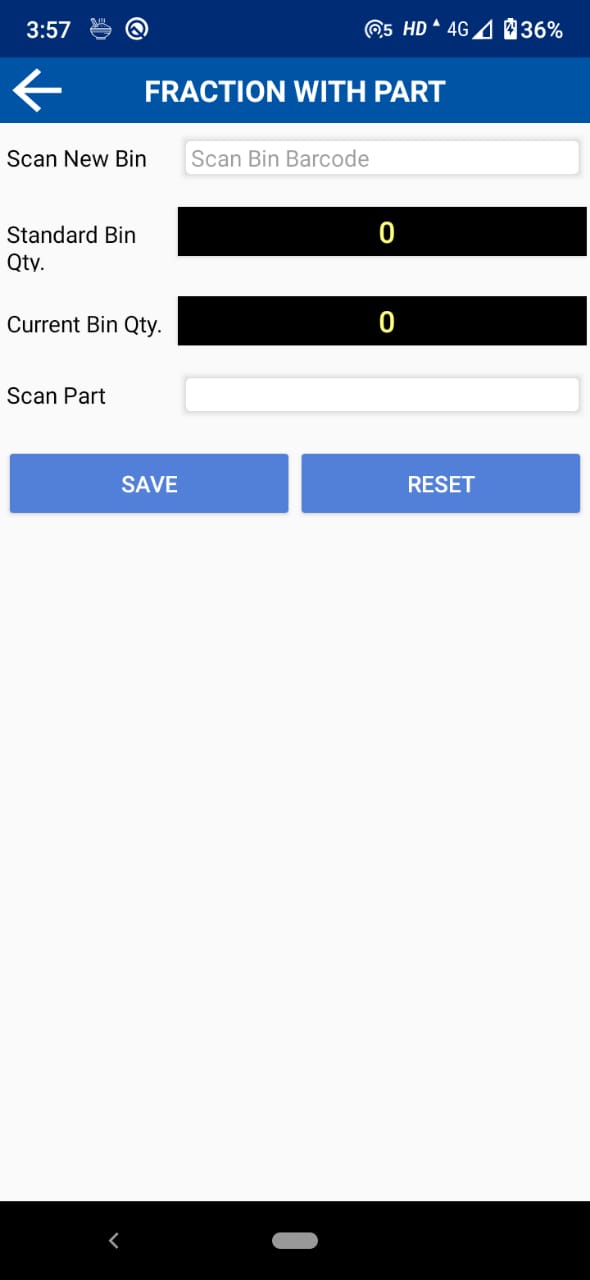 3:57
5 HD 4G 36%
FRACTION WITH PART
Scan New Bin
Scan Bin Barcode
Standard Bin
Qty.
0
Current Bin Qty.
0
Scan Part
SAVE
RESET